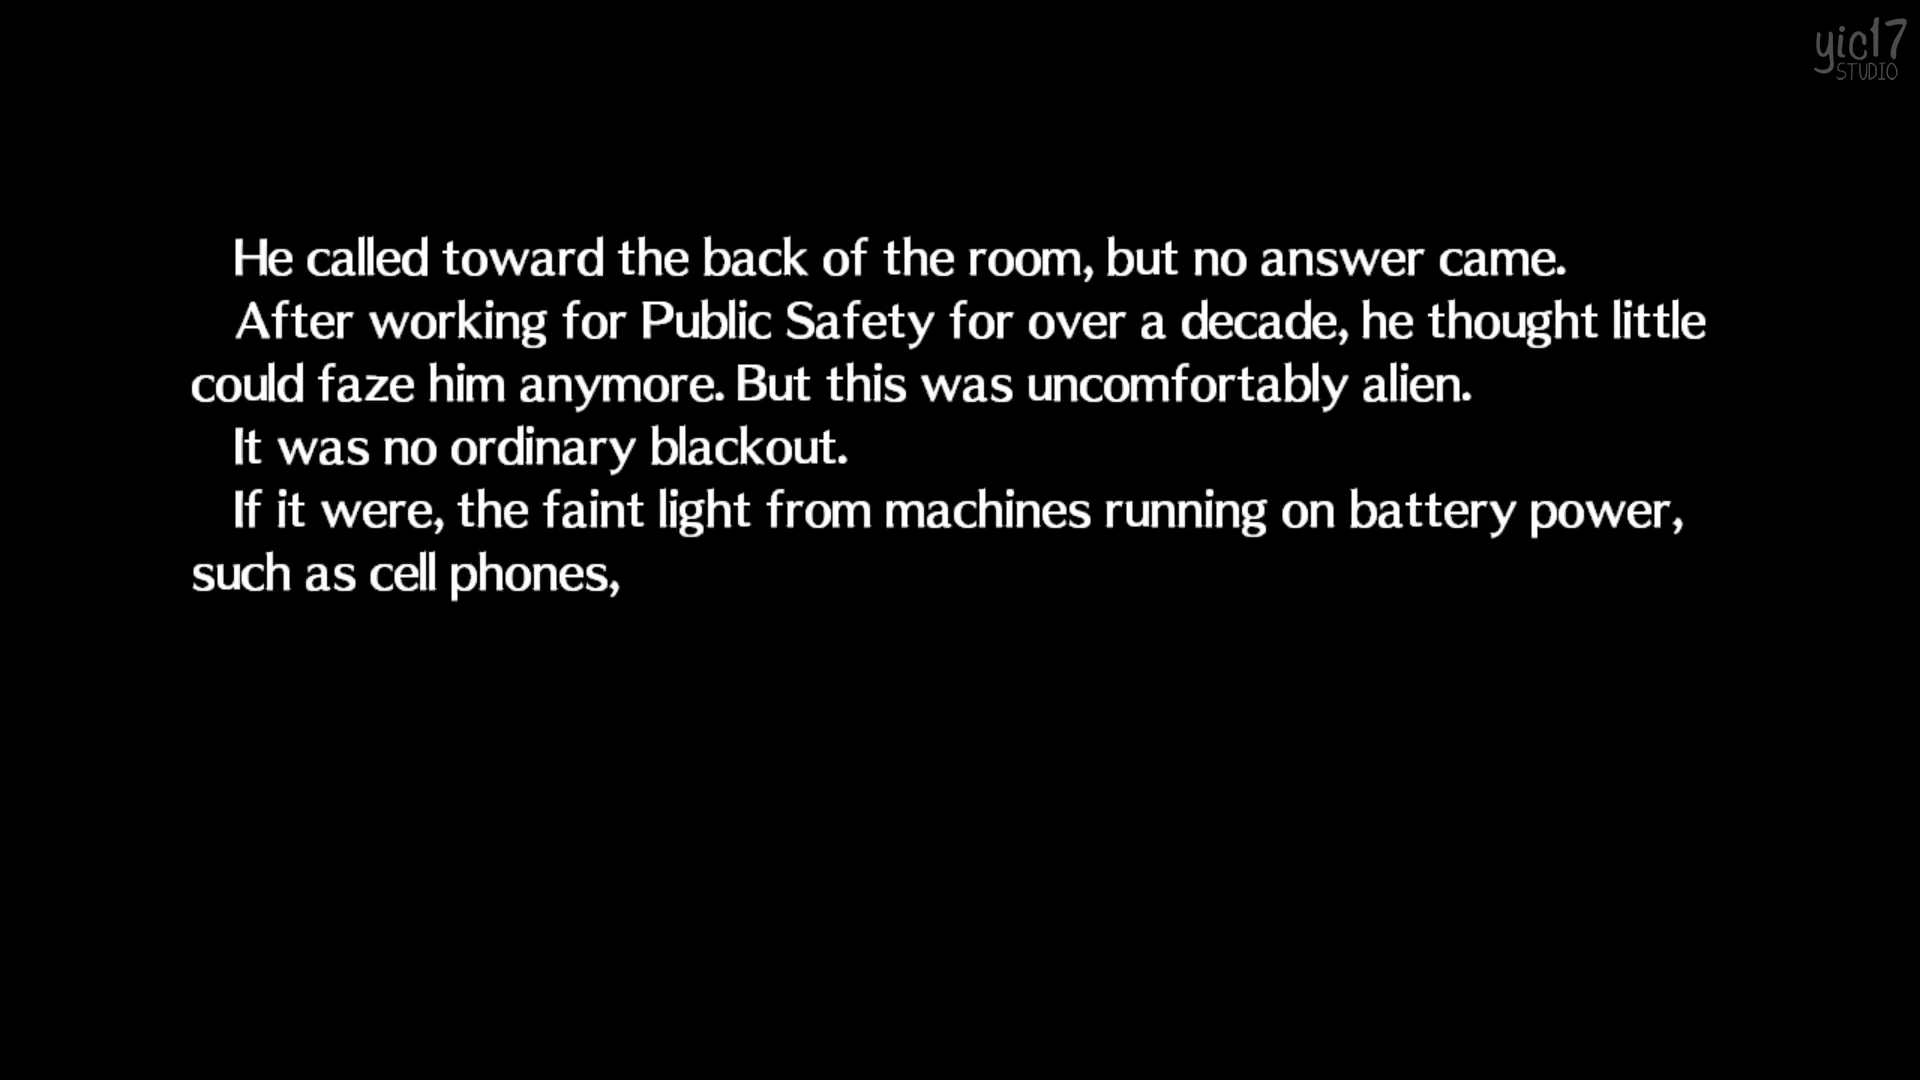 yic17
STUDIO
He called toward the back of the room, but no answer came.
After working for Public Safety for over a decade, he thought little
could faze him anymore. But this was uncomfortably alien.
It was no ordinary blackout.
If it were, the faint light from machines running on battery power,
such as cell phones,